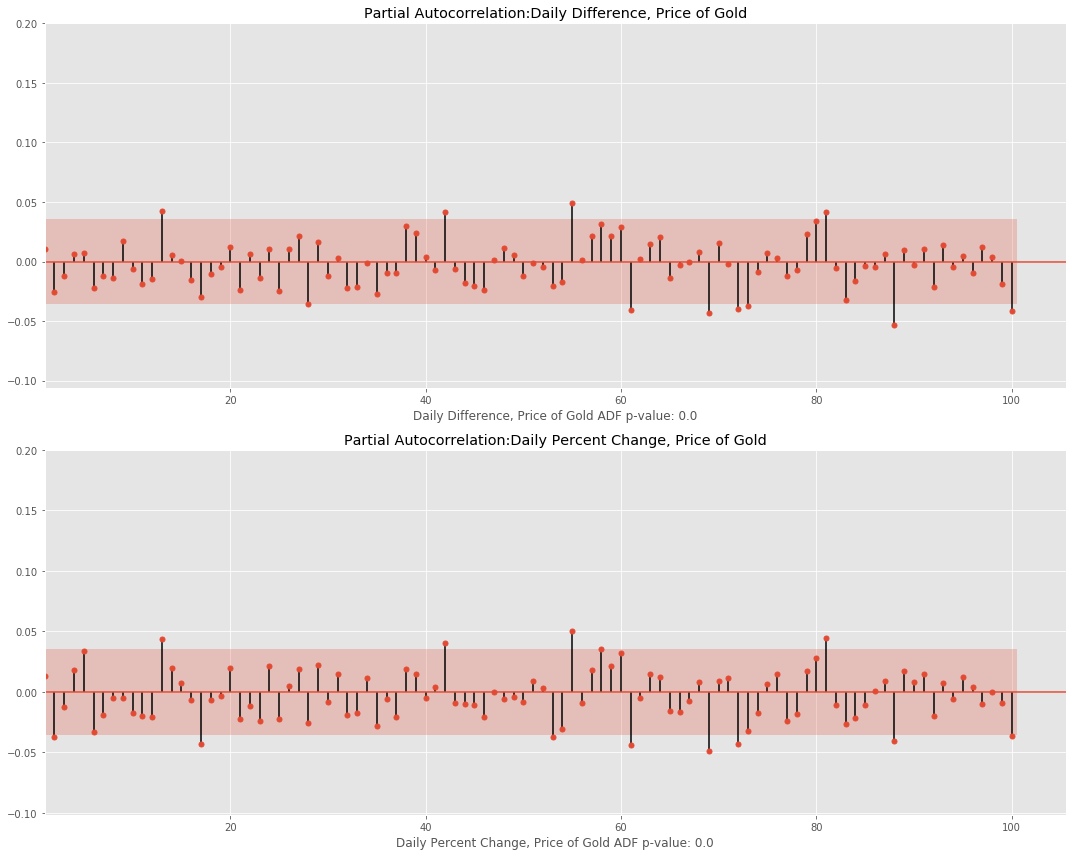 Partial Autocorrelation:Daily Difference, Price of Gold
0.20
0.15
0.10
0.05
0.00
−0.05
−0.10
20 40 60 80 100
Daily Difference, Price of Gold ADF p-value: 0.0
Partial Autocorrelation:Daily Percent Change, Price of Gold
0.20
0.15
0.10
0.05
0.00
−0.05
−0.10
20 40 60 80 100
Daily Percent Change, Price of Gold ADF p-value: 0.0